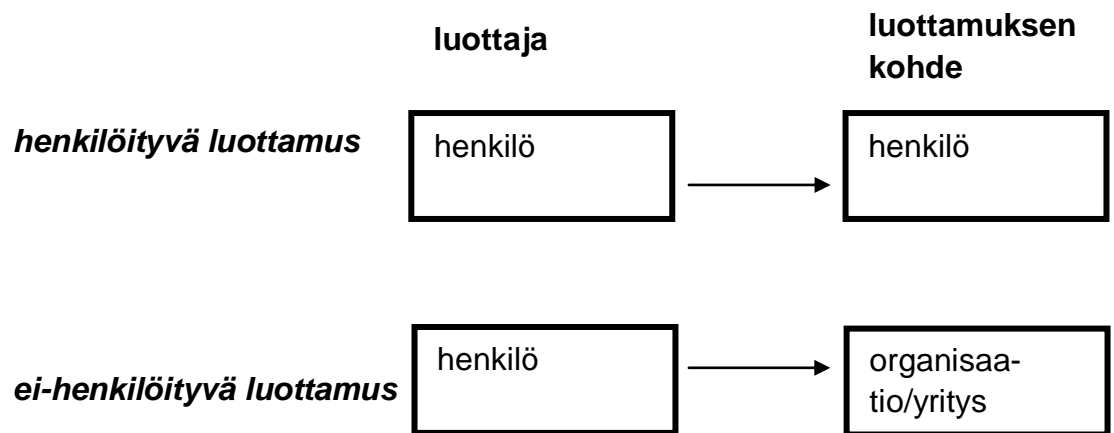 luottaja
luottamuksen
kohde
henkilöityvä luottamus
henkilö
henkilö
ei-henkilöityvä luottamus
henkilö
organisaa-
tio/yritys